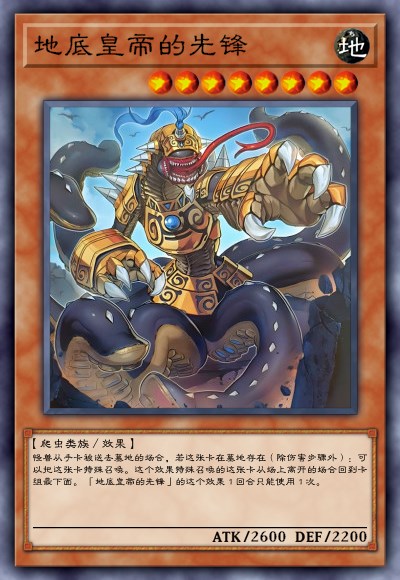 地底皇帝的先锋
地
【爬虫类族／效果】
怪兽从手卡被送去墓地的场合，若这张卡在墓地存在（除伤害步骤外）：可
以把这张卡特殊召唤。这个效果特殊召唤的这张卡从场上离开的场合回到卡
组最下面。「地底皇帝的先锋」的这个效果1回合只能使用1次。
ATK/2600 DEF/2200